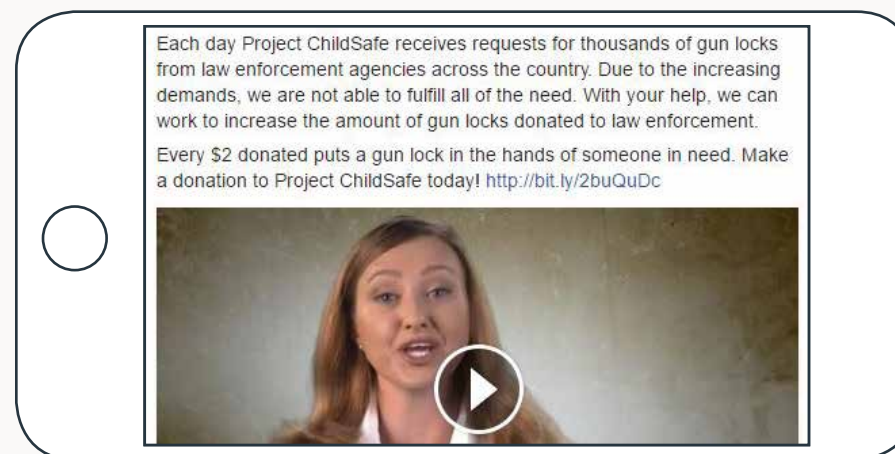 Each day Project ChildSafe receives requests for thousands of gun locks
from law enforcement agencies across the country. Due to the increasing
demands, we are not able to fulfill all of the need. With your help, we can
work to increase the amount of gun locks donated to law enforcement.
Every $2 donated puts a gun lock in the hands of someone in need. Make
a donation to Project ChildSafe today! http://bit.ly/2buQuDc